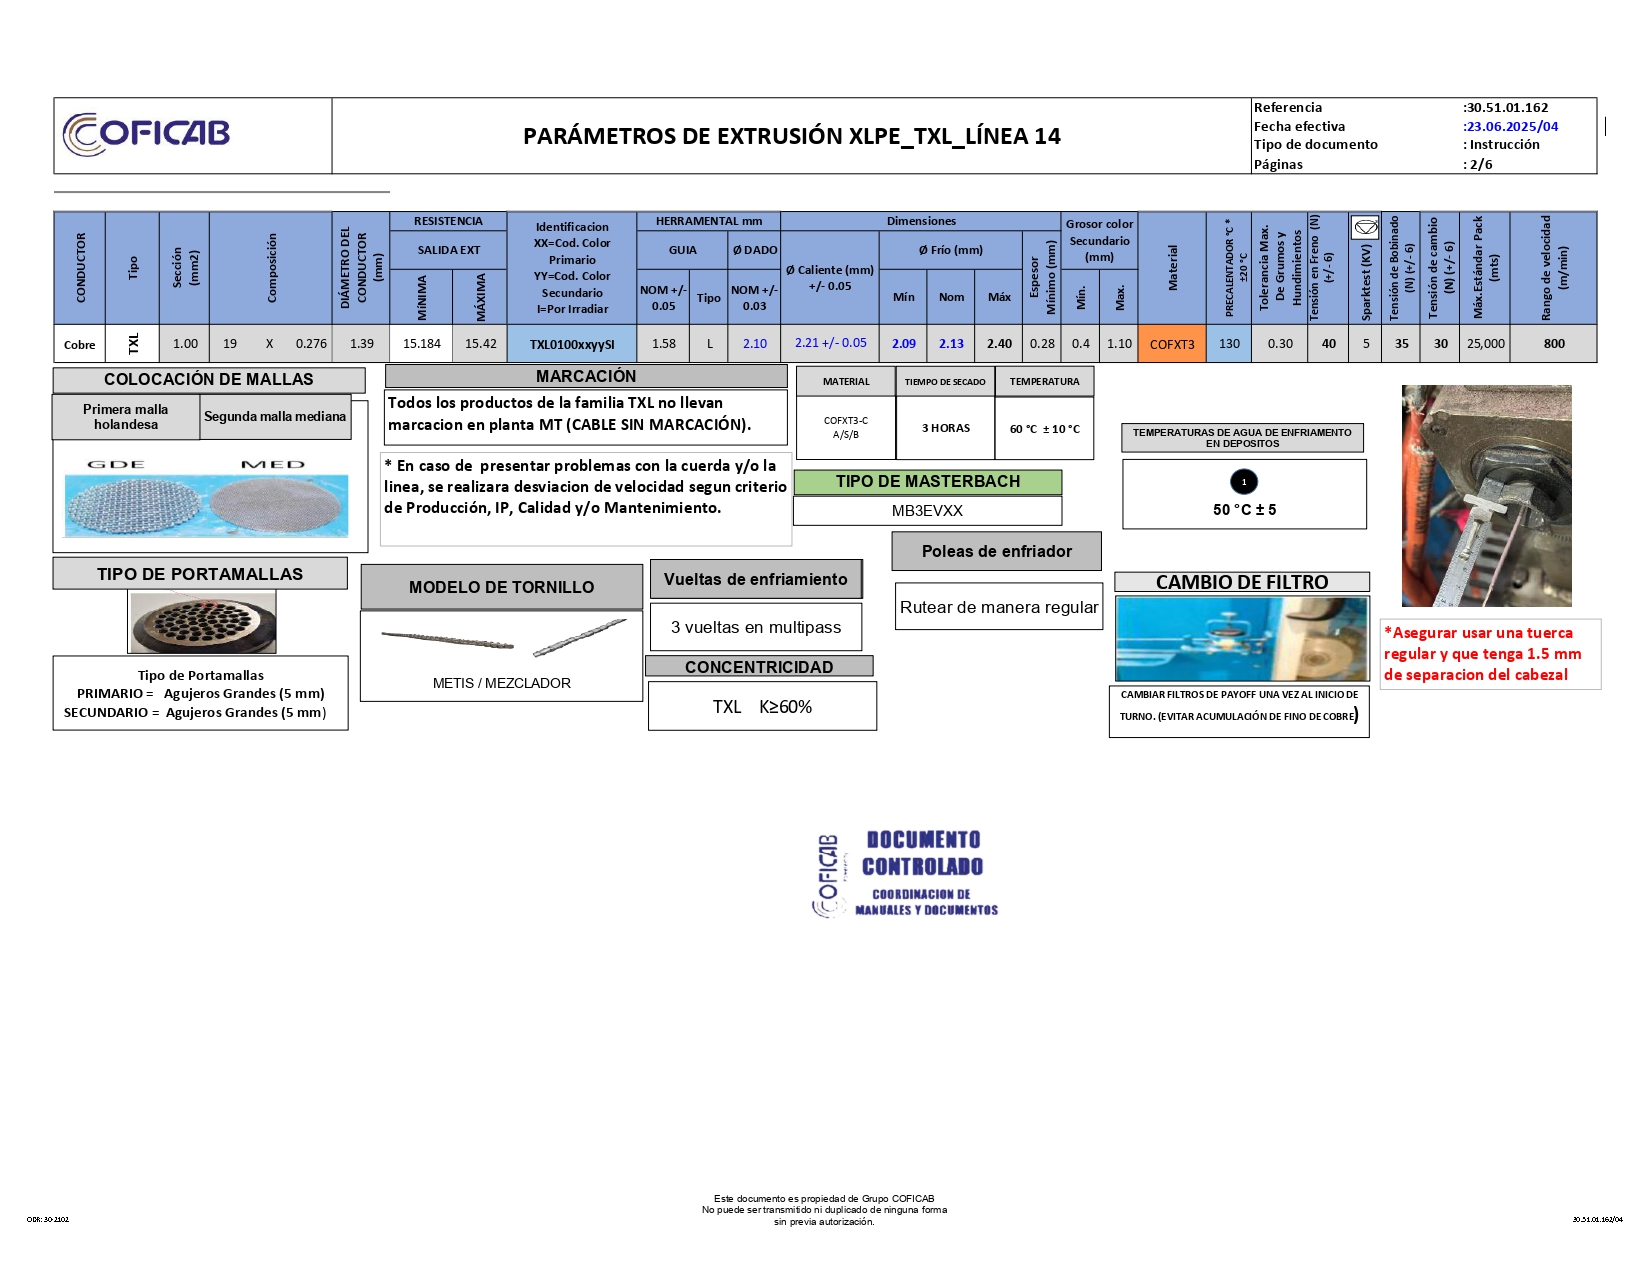 COFICAB
PARÁMETROS DE EXTRUSIÓN XLPE_TXL_LÍNEA 14
Referencia :30.51.01.162
Fecha efectiva :23.06.2025/04
Tipo de documento : Instrucción
Páginas : 2/6
CONDUCTOR
Tipo
Sección (mm2)
Composición
DIÁMETRO DEL CONDUCTOR (mm)
RESISTENCIA
SALIDA EXT
MíNIMA
MÁXIMA
Identificacion
XX=Cod. Color
Primario
YY=Cod. Color
Secundario
I=Por Irradiar
HERRAMENTAL mm
GUIA
NOM +/-
0.05
Tipo
Ø DADO
NOM +/-
0.03
Dimensiones
Ø Caliente (mm)
+/- 0.05
Ø Frío (mm)
Mín
Nom
Máx
Espesor Mínimo (mm)
Grosor color
Secundario
(mm)
Mín.
Max.
Material
PRECALENTADOR °C * ±20 °C
Tolerancia Max. De Grumos y Hundimientos
Tensión en Freno (N) (+/- 6)
Sparktest (KV)
Tensión de Bobinado (N) (+/- 6)
Tensión de cambio (N) (+/- 6)
Máx.Estándar Pack (mts)
Rango de velocidad (m/min)
Cobre TXL 1.00 19 X 0.276 1.39 15.184 15.42 TXL0100xxyySI 1.58 L 2.10 2.21 +/- 0.05 2.09 2.13 2.40 0.28 0.4 1.10 COFXT3 130 0.30 40 5 35 30 25,000 800
COLOCACIÓN DE MALLAS
Primera malla
holandesa
Segunda malla mediana
GDE MED
MARCACIÓN
Todos los productos de la familia TXL no llevan
marcacion en planta MT (CABLE SIN MARCACIÓN).
* En caso de presentar problemas con la cuerda y/o la
linea, se realizara desviacion de velocidad segun criterio
de Producción, IP, Calidad y/o Mantenimiento.
MATERIAL TIEMPO DE SECADO TEMPERATURA
COFXT3-C
A/S/B
3 HORAS
60 °C ± 10 °C
TIPO DE MASTERBACH
MB3EVXX
TEMPERATURAS DE AGUA DE ENFRIAMIENTO
EN DEPOSITOS
1
50 °C ± 5
TIPO DE PORTAMALLAS
Tipo de Portamallas
PRIMARIO = Agujeros Grandes (5 mm)
SECUNDARIO = Agujeros Grandes (5 mm)
MODELO DE TORNILLO
METIS / MEZCLADOR
Vueltas de enfriamiento
3 vueltas en multipass
CONCENTRICIDAD
TXL K≥60%
Poleas de enfriador
Rutear de manera regular
CAMBIO DE FILTRO
CAMBIAR FILTROS DE PAYOFF UNA VEZ AL INICIO DE
TURNO. (EVITAR ACUMULACIÓN DE FINO DE COBRE)
*Asegurar usar una tuerca
regular y que tenga 1.5 mm
de separacion del cabezal
COFICAB
DOCUMENTO
CONTROLADO
COORDINACION DE
MANUALES Y DOCUMENTOS
Este documento es propiedad de Grupo COFICAB
No puede ser transmitido ni duplicado de ninguna forma
sin previa autorización.
ODR: 30-2102
30.51.01.162/04